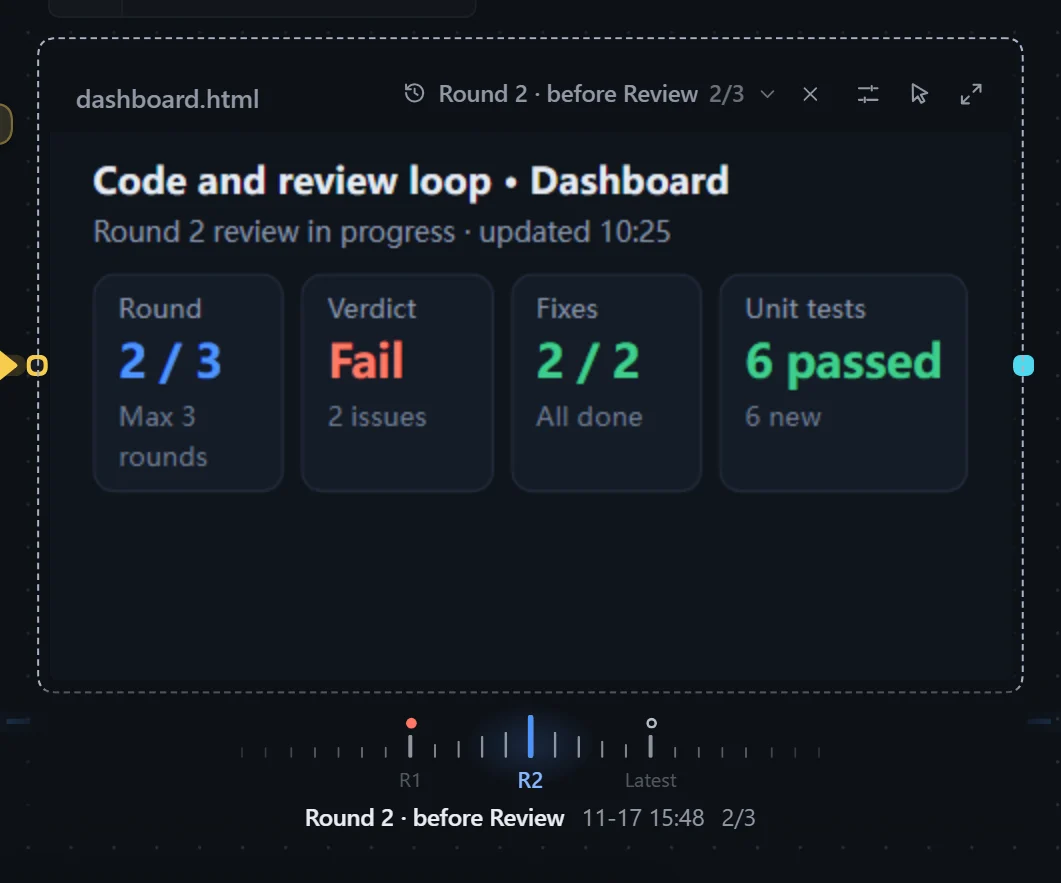 dashboard.html
Round 2 · before Review 2/3
Code and review loop • Dashboard
Round 2 review in progress · updated 10:25
Round
2 / 3
Max 3
rounds
Verdict
Fail
2 issues
Fixes
2 / 2
All done
Unit tests
6 passed
6 new
R1
R2
Latest
Round 2 · before Review 11-17 15:48 2/3